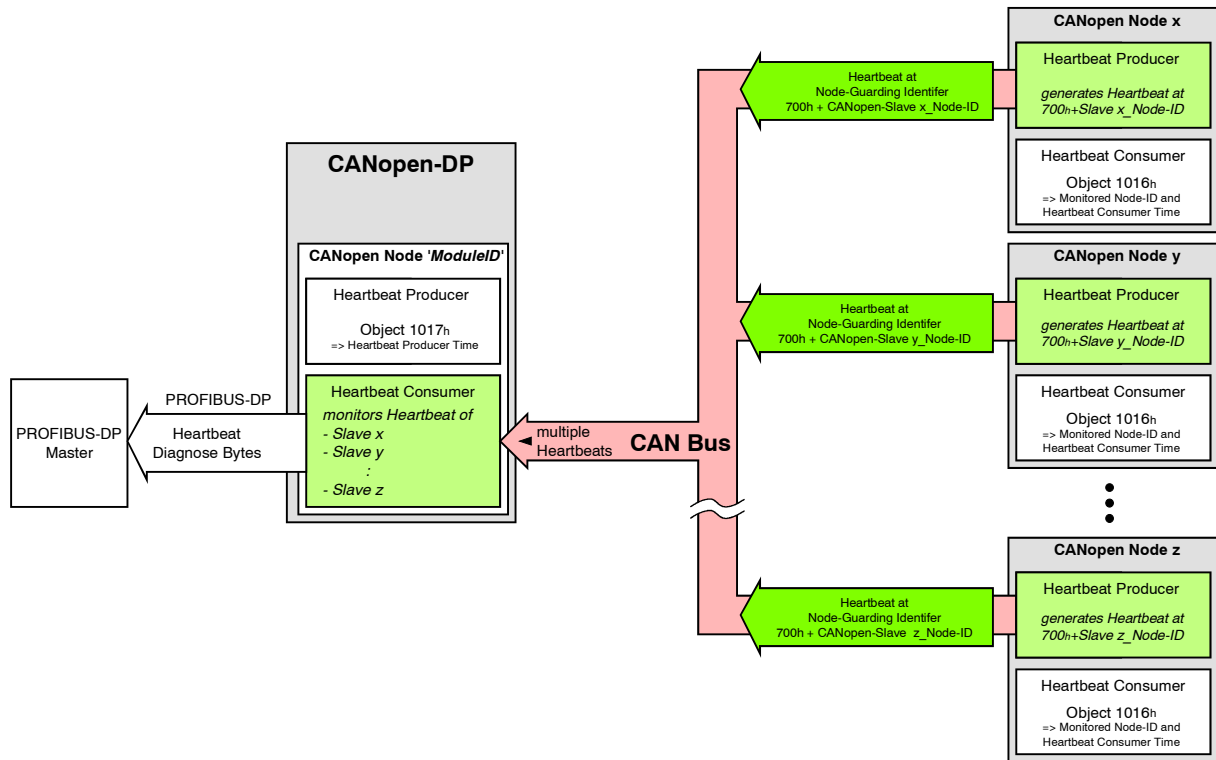 CANopen-DP
CANopen Node 'ModuleID'
Heartbeat Producer
Object 1017h
=> Heartbeat Producer Time
Heartbeat Consumer
monitors Heartbeat of
- Slave x
- Slave y
:
- Slave z
PROFIBUS-DP
Master
PROFIBUS-DP
Heartbeat
Diagnose Bytes
multiple
Heartbeats
CAN Bus
Heartbeat at
Node-Guarding Identifer
700h + CANopen-Slave x_Node-ID
CANopen Node x
Heartbeat Producer
generates Heartbeat at
700h+Slave x_Node-ID
Heartbeat Consumer
Object 1016h
=> Monitored Node-ID and
Heartbeat Consumer Time
Heartbeat at
Node-Guarding Identifer
700h + CANopen-Slave y_Node-ID
CANopen Node y
Heartbeat Producer
generates Heartbeat at
700h+Slave y_Node-ID
Heartbeat Consumer
Object 1016h
=> Monitored Node-ID and
Heartbeat Consumer Time
Heartbeat at
Node-Guarding Identifer
700h + CANopen-Slave z_Node-ID
CANopen Node z
Heartbeat Producer
generates Heartbeat at
700h+Slave z_Node-ID
Heartbeat Consumer
Object 1016h
=> Monitored Node-ID and
Heartbeat Consumer Time